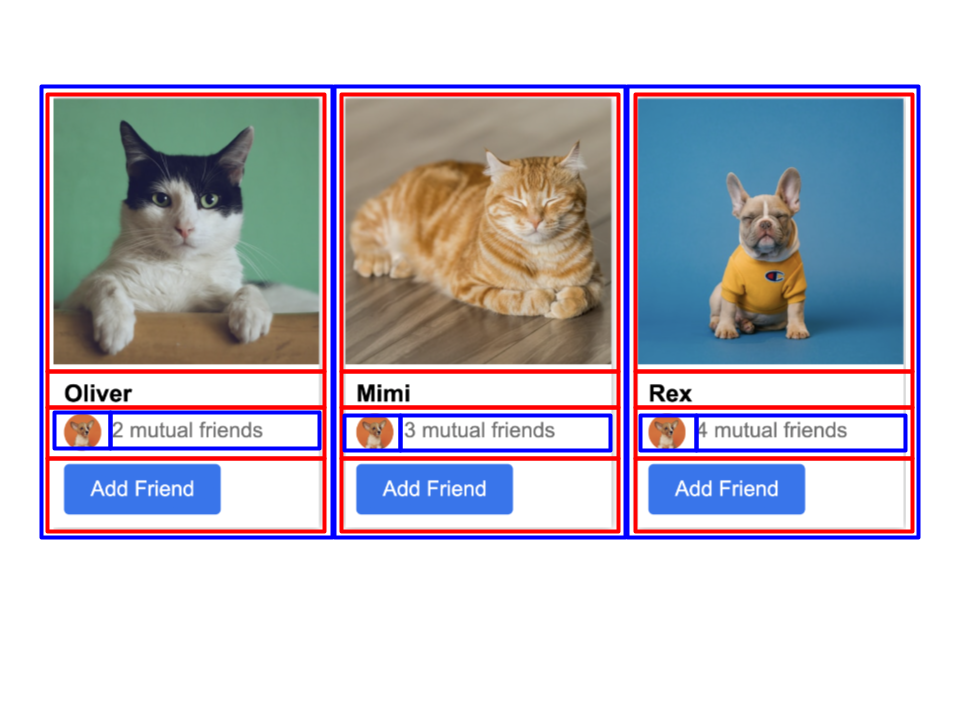 Oliver
2 mutual friends
Add Friend
Mimi
3 mutual friends
Add Friend
Rex
4 mutual friends
Add Friend